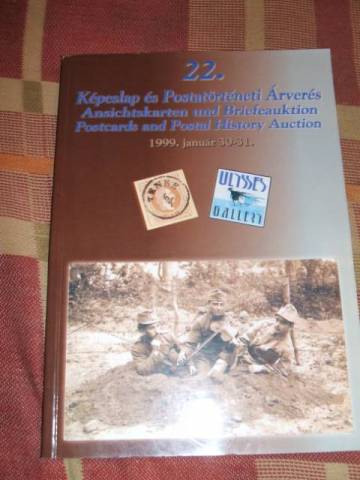 22.
Képeslap és Postatörténeti Árverés
Ansichtskarten und Briefeauktion
Postcards and Postal History Auction
1999. január 30-31.
ULYSSES
GALLERY